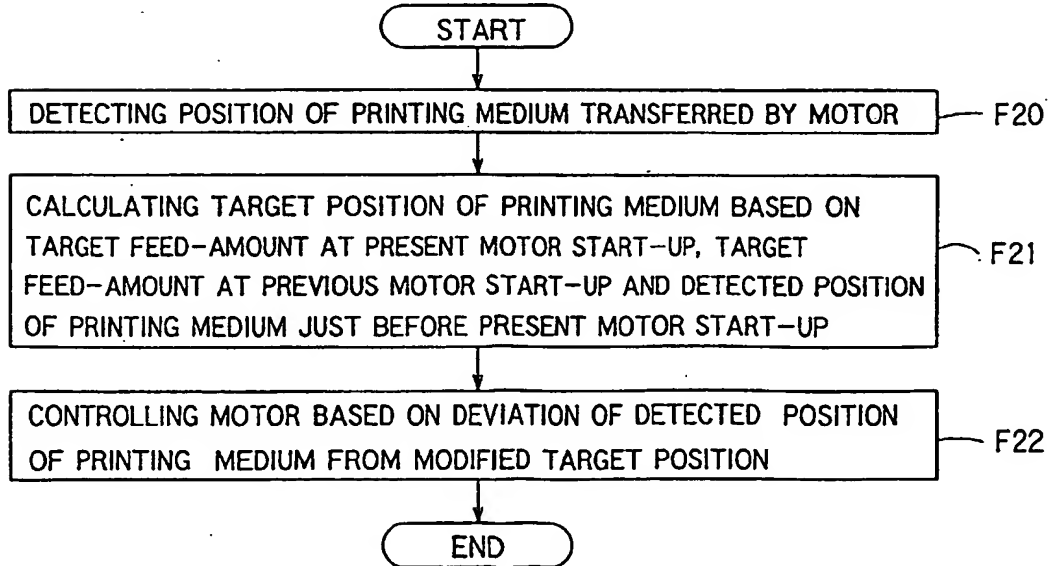 START
DETECTING POSITION OF PRINTING MEDIUM TRANSFERRED BY MOTOR
F20
CALCULATING TARGET POSITION OF PRINTING MEDIUM BASED ON
TARGET FEED-AMOUNT AT PRESENT MOTOR START-UP, TARGET
FEED-AMOUNT AT PREVIOUS MOTOR START-UP AND DETECTED POSITION
OF PRINTING MEDIUM JUST BEFORE PRESENT MOTOR START-UP
F21
CONTROLLING MOTOR BASED ON DEVIATION OF DETECTED POSITION
OF PRINTING MEDIUM FROM MODIFIED TARGET POSITION
F22
END